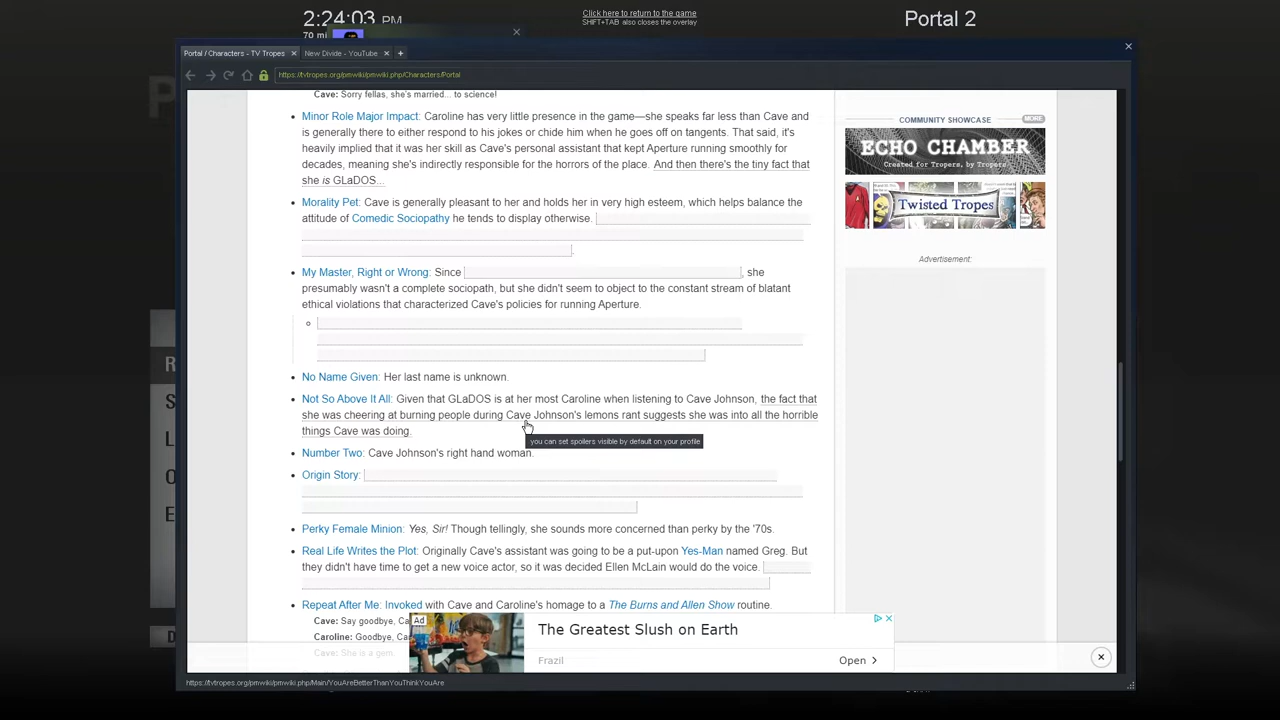 2:24:03 PM
Click here to return to the game
SHIFT+TAB also closes the overlay
Portal 2
70 mi
Portal / Characters - TV Tropes
New Divide - YouTube
https://tvtropes.org/pmwiki/pmwiki.php/Characters/Portal
Cave: Sorry fellas, she's married... to science!
Minor Role Major Impact: Caroline has very little presence in the game—she speaks far less than Cave and
is generally there to either respond to his jokes or chide him when he goes off on tangents. That said, it's
heavily implied that it was her skill as Cave's personal assistant that kept Aperture running smoothly for
decades, meaning she's indirectly responsible for the horrors of the place. And then there's the tiny fact that
she is GLaDOS...
Morality Pet: Cave is generally pleasant to her and holds her in very high esteem, which helps balance the
attitude of Comedic Sociopathy he tends to display otherwise.
My Master, Right or Wrong: Since , she
presumably wasn't a complete sociopath, but she didn't seem to object to the constant stream of blatant
ethical violations that characterized Cave's policies for running Aperture.
No Name Given: Her last name is unknown.
Not So Above It All: Given that GLaDOS is at her most Caroline when listening to Cave Johnson, the fact that
she was cheering at burning people during Cave Johnson's lemons rant suggests she was into all the horrible
things Cave was doing.
you can set spoilers visible by default on your profile
Number Two: Cave Johnson's right hand woman.
Origin Story:
Perky Female Minion: Yes, Sir! Though tellingly, she sounds more concerned than perky by the '70s.
Real Life Writes the Plot: Originally Cave's assistant was going to be a put-upon Yes-Man named Greg. But
they didn't have time to get a new voice actor, so it was decided Ellen McLain would do the voice.
Repeat After Me: Invoked with Cave and Caroline's homage to a The Burns and Allen Show routine.
Cave: Say goodbye, Ca
Caroline: Goodbye, Ca
Cave: She is a gem.
COMMUNITY SHOWCASE
MORE
ECHO CHAMBER
Created for Tropers, by Tropers
Twisted Tropes
Advertisement:
Ad
The Greatest Slush on Earth
Frazil
Open
https://tvtropes.org/pmwiki/pmwiki.php/Main/YouAreBetterThanYouThinkYouAre